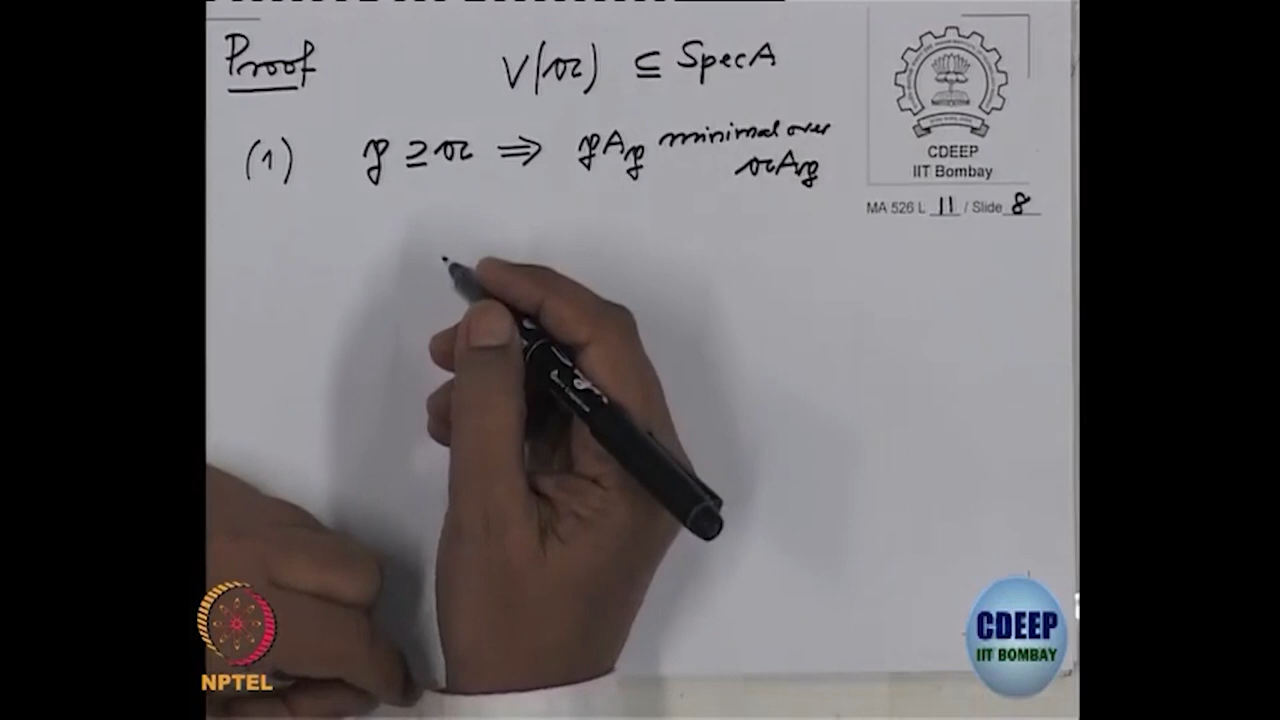 Proof V(𝔞) ⊆ Spec A
(1) 𝔭 ⊇ 𝔞 ⇒ 𝔭A𝔭 minimal over
𝔞A𝔭
CDEEP
IIT Bombay
MA 526 L 11 / Slide 8
NPTEL
CDEEP
IIT BOMBAY